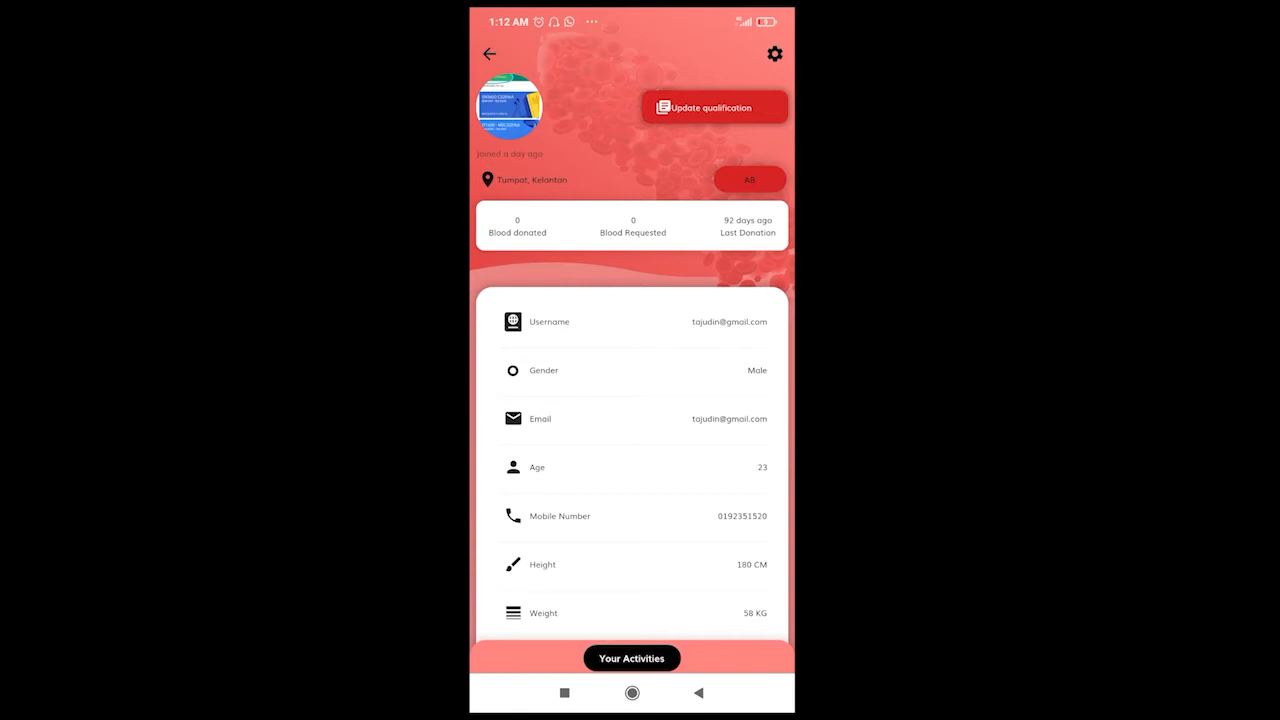 1:12 AM
Update qualification
joined a day ago
Tumpat, Kelantan
AB
0 0 92 days ago
Blood donated Blood Requested Last Donation
Username tajudin@gmail.com
Gender Male
Email tajudin@gmail.com
Age 23
Mobile Number 0192351520
Height 180 CM
Weight 58 KG
Your Activities